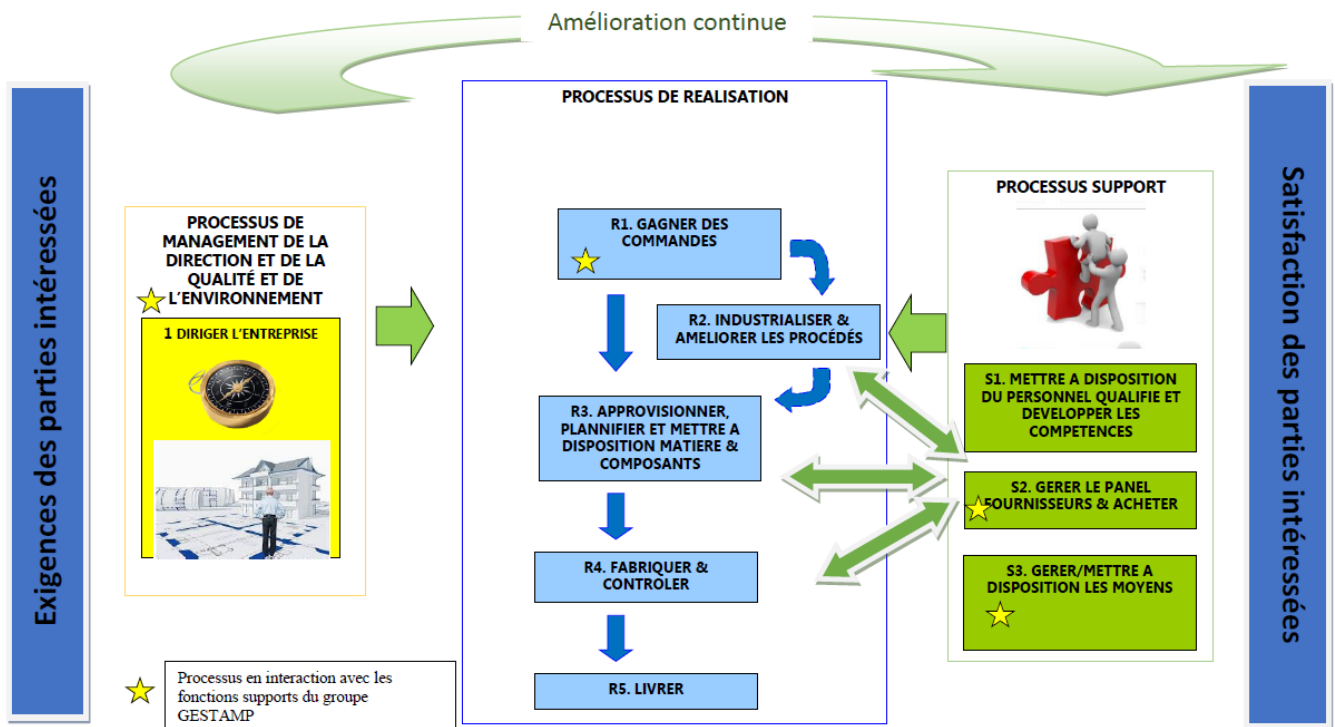 Amélioration continue
Exigences des parties intéressées
PROCESSUS DE
MANAGEMENT DE LA
DIRECTION ET DE LA
QUALITÉ ET DE
L’ENVIRONNEMENT
1 DIRIGER L’ENTREPRISE
Processus en interaction avec les
fonctions supports du groupe
GESTAMP
PROCESSUS DE REALISATION
R1. GAGNER DES
COMMANDES
R2. INDUSTRIALISER &
AMELIORER LES PROCÉDÉS
R3. APPROVISIONNER,
PLANNIFIER ET METTRE A
DISPOSITION MATIERE &
COMPOSANTS
R4. FABRIQUER &
CONTROLER
R5. LIVRER
PROCESSUS SUPPORT
S1. METTRE A DISPOSITION
DU PERSONNEL QUALIFIE ET
DEVELOPPER LES
COMPETENCES
S2. GERER LE PANEL
FOURNISSEURS & ACHETER
S3. GERER/METTRE A
DISPOSITION LES MOYENS
Satisfaction des parties intéressées